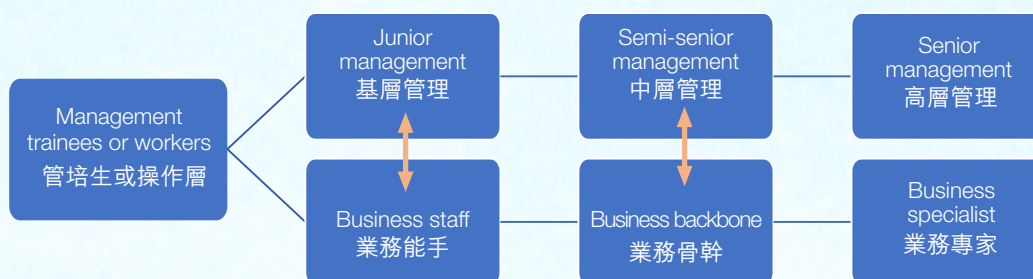 Management
trainees or workers
管培生或操作層
Junior
management
基層管理
Semi-senior
management
中層管理
Senior
management
高層管理
Business staff
業務能手
Business backbone
業務骨幹
Business
specialist
業務專家